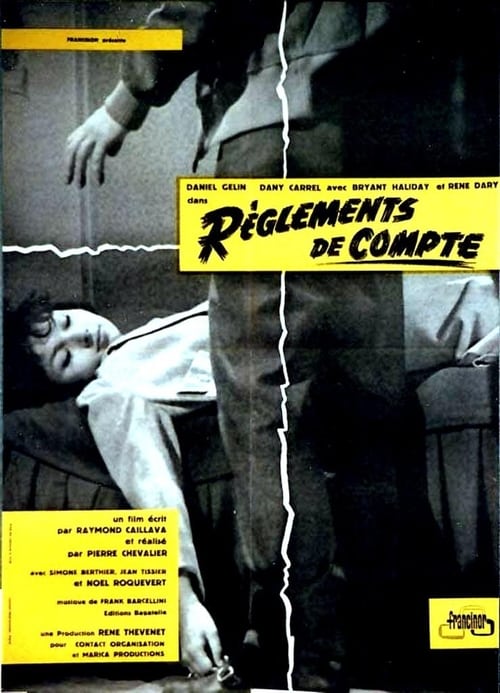 FRANCINOR présente
DANIEL GELIN DANY CARREL avec BRYANT HALIDAY et RENE DARY
dans
RÈGLEMENTS
DE COMPTE
un film écrit
par RAYMOND CAILLAVA
et réalisé
par PIERRE CHEVALIER
avec SIMONE BERTHIER, JEAN TISSIER
et NOEL ROQUEVERT
musique de FRANK BARCELLINI
Editions Bagatelle
une Production RENE THEVENET
pour CONTACT ORGANISATION
et MARICA PRODUCTIONS
francinor